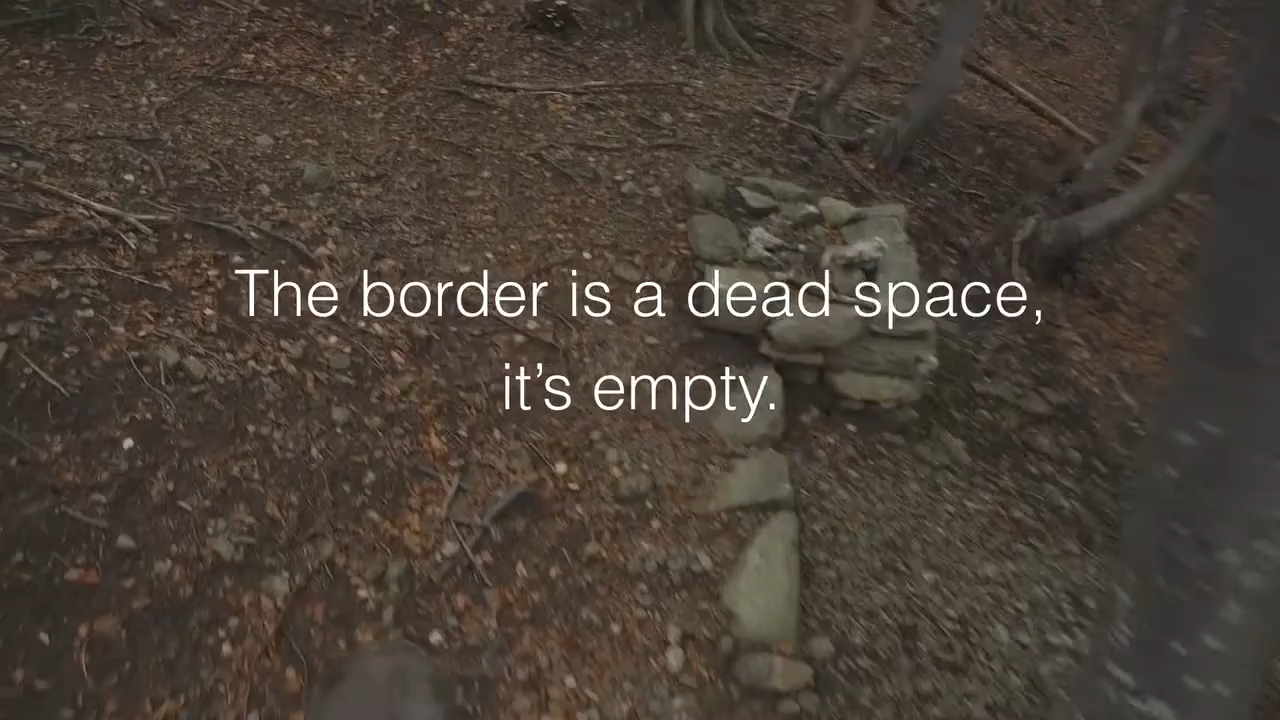 The border is a dead space,
it’s empty.